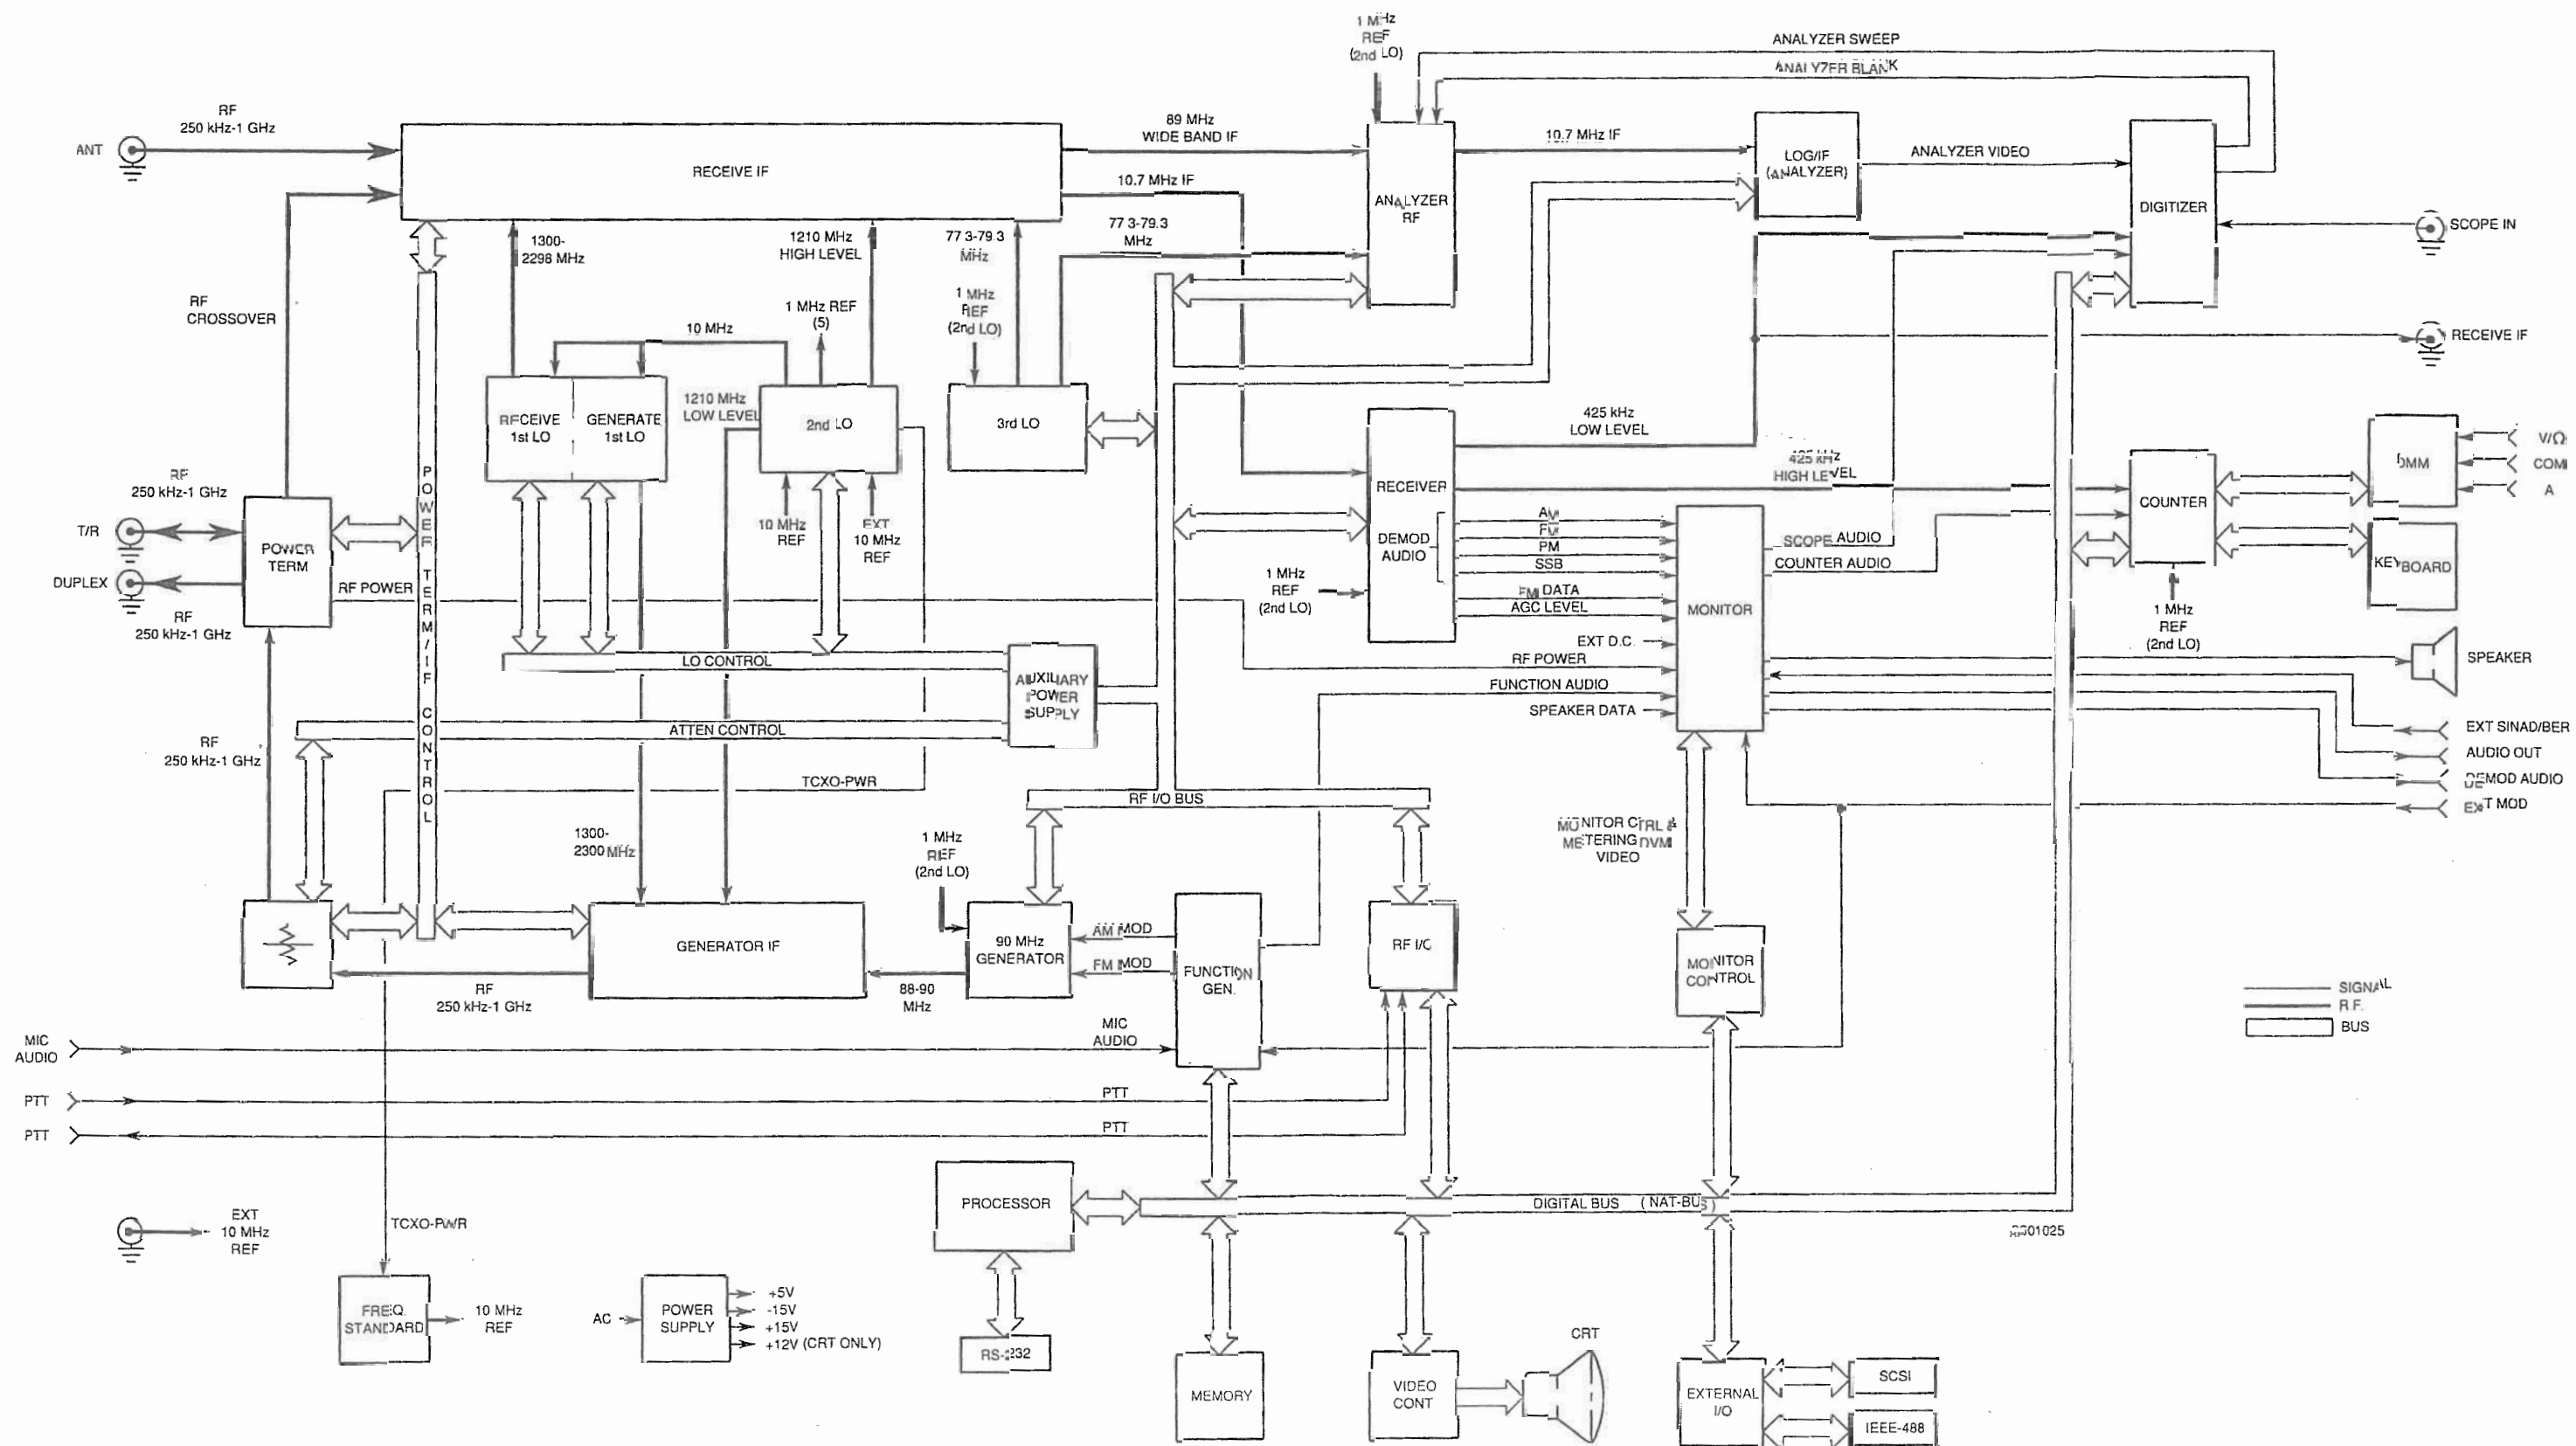 1 MHz
REF
(2nd LO)
ANALYZER SWEEP
ANALYZER BLANK
RF
250 kHz-1 GHz
ANT
RECEIVE IF
89 MHz
WIDE BAND IF
10.7 MHz IF
77.3-79.3
MHz
ANALYZER
RF
10.7 MHz IF
LOG/IF
(ANALYZER)
ANALYZER VIDEO
DIGITIZER
SCOPE IN
RECEIVE IF
RF
CROSSOVER
1300-
2298 MHz
1210 MHz
HIGH LEVEL
77.3-79.3
MHz
1 MHz REF
(5)
1 MHz
REF
(2nd LO)
10 MHz
RECEIVE
1st LO
GENERATE
1st LO
1210 MHz
LOW LEVEL
2nd LO
3rd LO
10 MHz
REF
EXT
10 MHz
REF
425 kHz
LOW LEVEL
425 kHz
HIGH LEVEL
RECEIVER
DEMOD
AUDIO
AM
FM
PM
SSB
FM DATA
AGC LEVEL
1 MHz
REF
(2nd LO)
EXT D.C.
RF POWER
FUNCTION AUDIO
SPEAKER DATA
MONITOR
SCOPE AUDIO
COUNTER AUDIO
COUNTER
1 MHz
REF
(2nd LO)
DMM
V/Ω
COM
A
KEYBOARD
SPEAKER
EXT SINAD/BER
AUDIO OUT
DEMOD AUDIO
EXT MOD
RF
250 kHz-1 GHz
T/R
DUPLEX
RF
250 kHz-1 GHz
POWER
TERM
RF POWER
POWER TERM/IF CONTROL
LO CONTROL
ATTEN CONTROL
AUXILIARY
POWER
SUPPLY
TCXO-PWR
RF I/O BUS
RF
250 kHz-1 GHz
1300-
2300 MHz
1 MHz
REF
(2nd LO)
GENERATOR IF
90 MHz
GENERATOR
AM MOD
FM MOD
FUNCTION
GEN.
RF I/O
MONITOR CTRL &
METERING DVM
VIDEO
MONITOR
CONTROL
RF
250 kHz-1 GHz
88-90
MHz
SIGNAL
R.F.
BUS
MIC
AUDIO
MIC
AUDIO
PTT
PTT
PTT
PTT
PROCESSOR
DIGITAL BUS (NAT-BUS)
EXT
10 MHz
REF
TCXO-PWR
FREQ.
STANDARD
10 MHz
REF
AC
POWER
SUPPLY
+5V
-15V
+15V
+12V (CRT ONLY)
RS-232
MEMORY
VIDEO
CONT
CRT
EXTERNAL
I/O
SCSI
IEEE-488